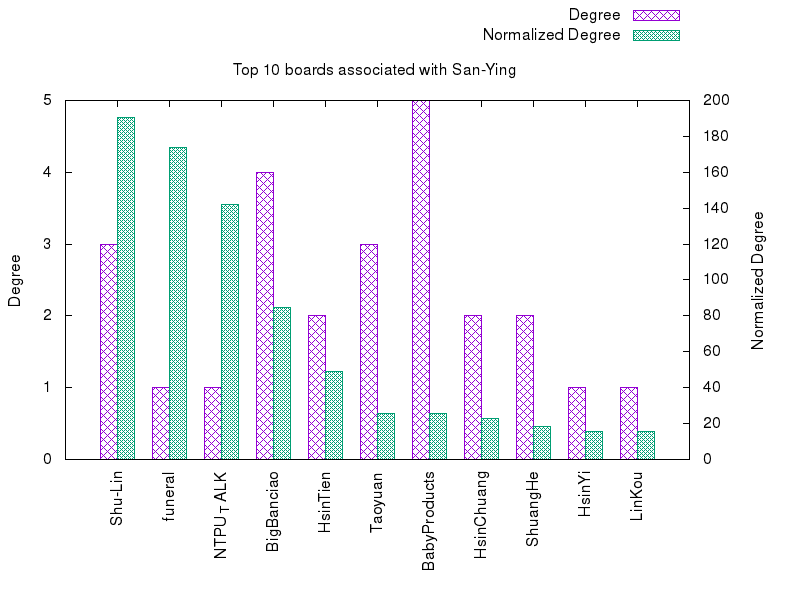 Degree
Normalized Degree
Top 10 boards associated with San-Ying
5
4
3
2
1
0
200
180
160
140
120
100
80
60
40
20
0
Degree
Normalized Degree
Shu-Lin
funeral
NTPU_TALK
BigBanciao
HsinTien
Taoyuan
BabyProducts
HsinChuang
ShuangHe
HsinYi
LinKou